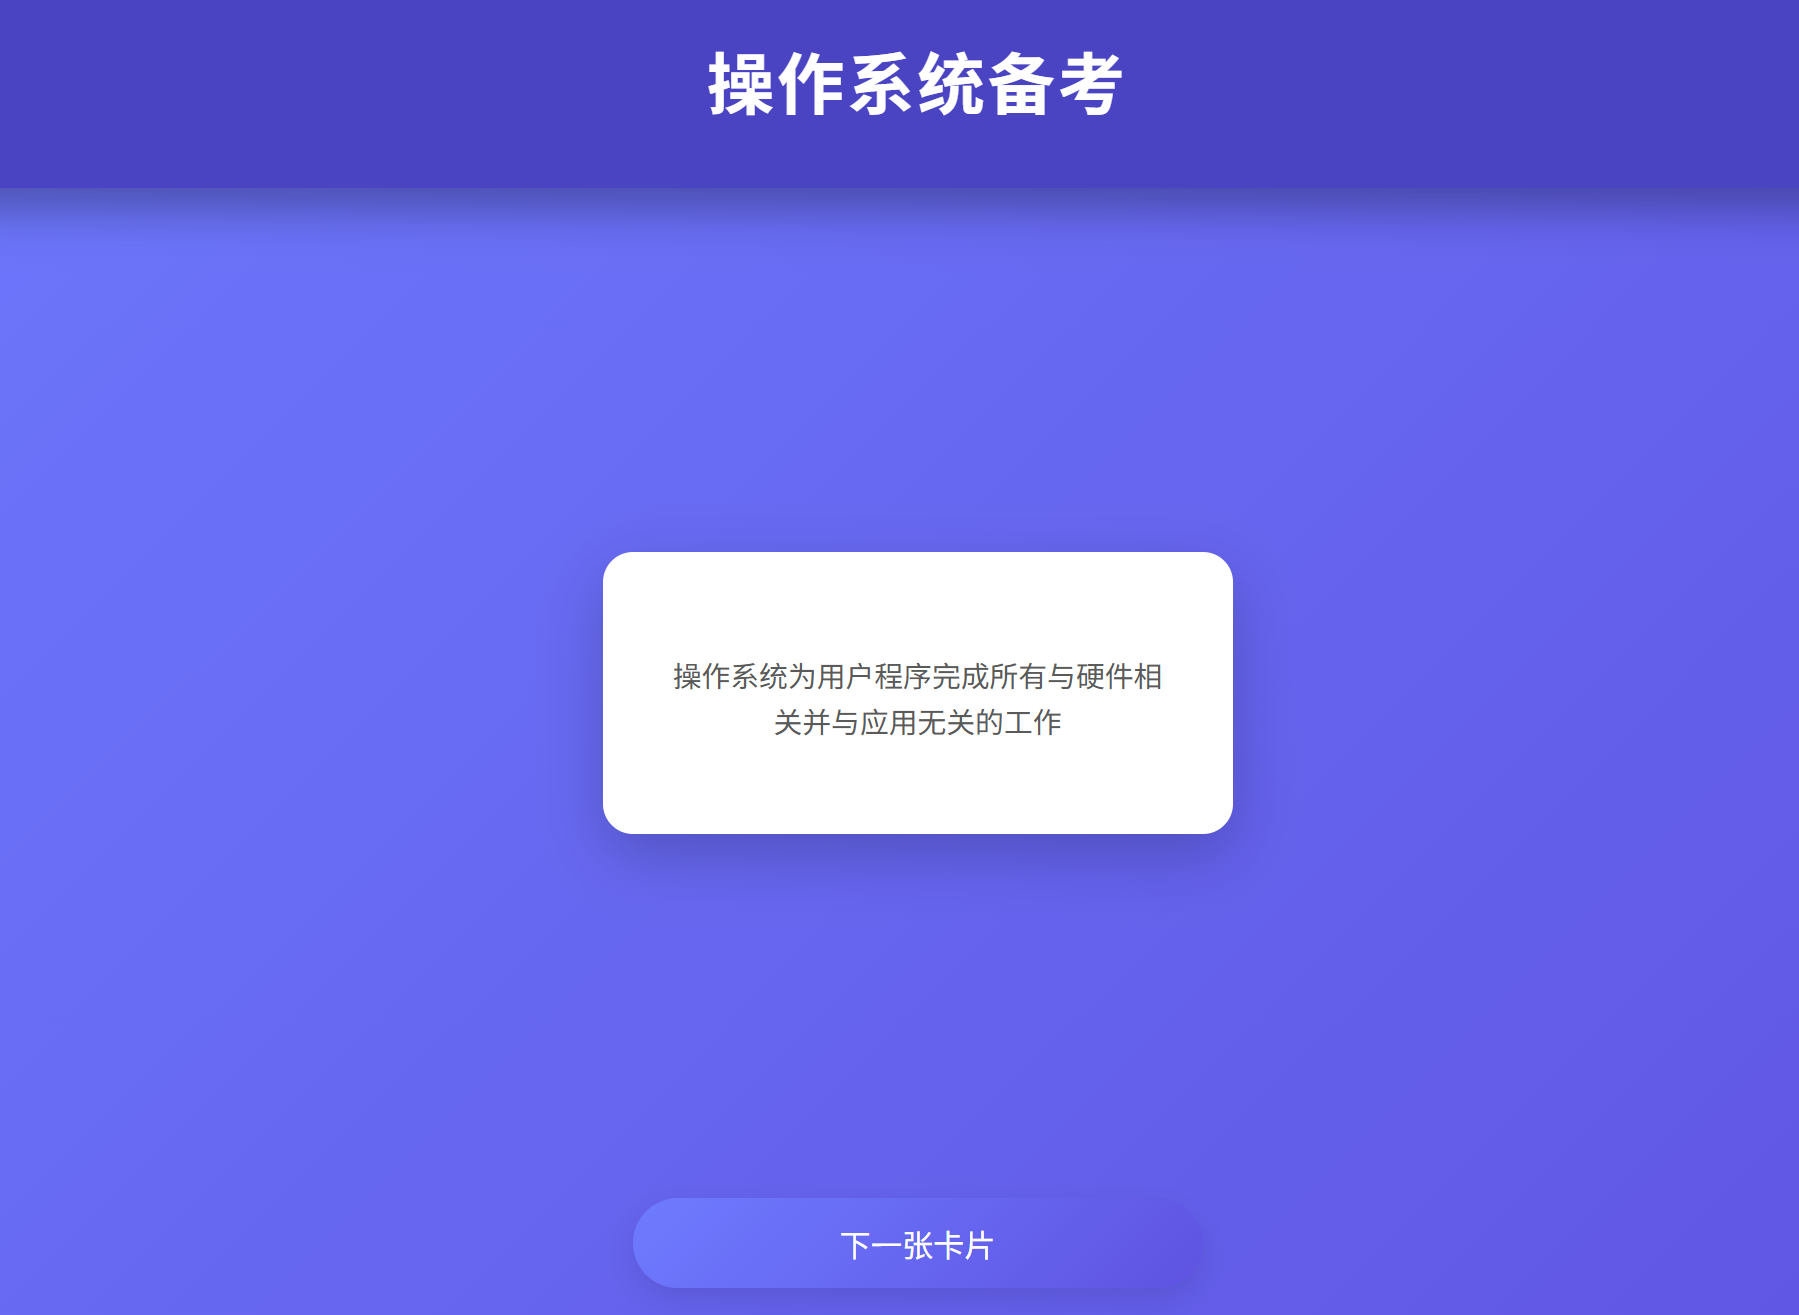 操作系统备考
操作系统为用户程序完成所有与硬件相
关并与应用无关的工作
下一张卡片